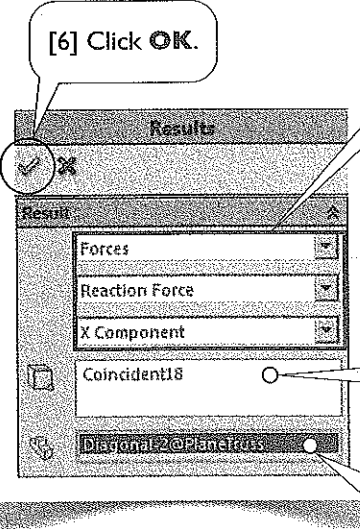 [6] Click OK.
Results
Result
Forces
Reaction Force
X Component
Coincident18
Diagonal-2@Planetruss